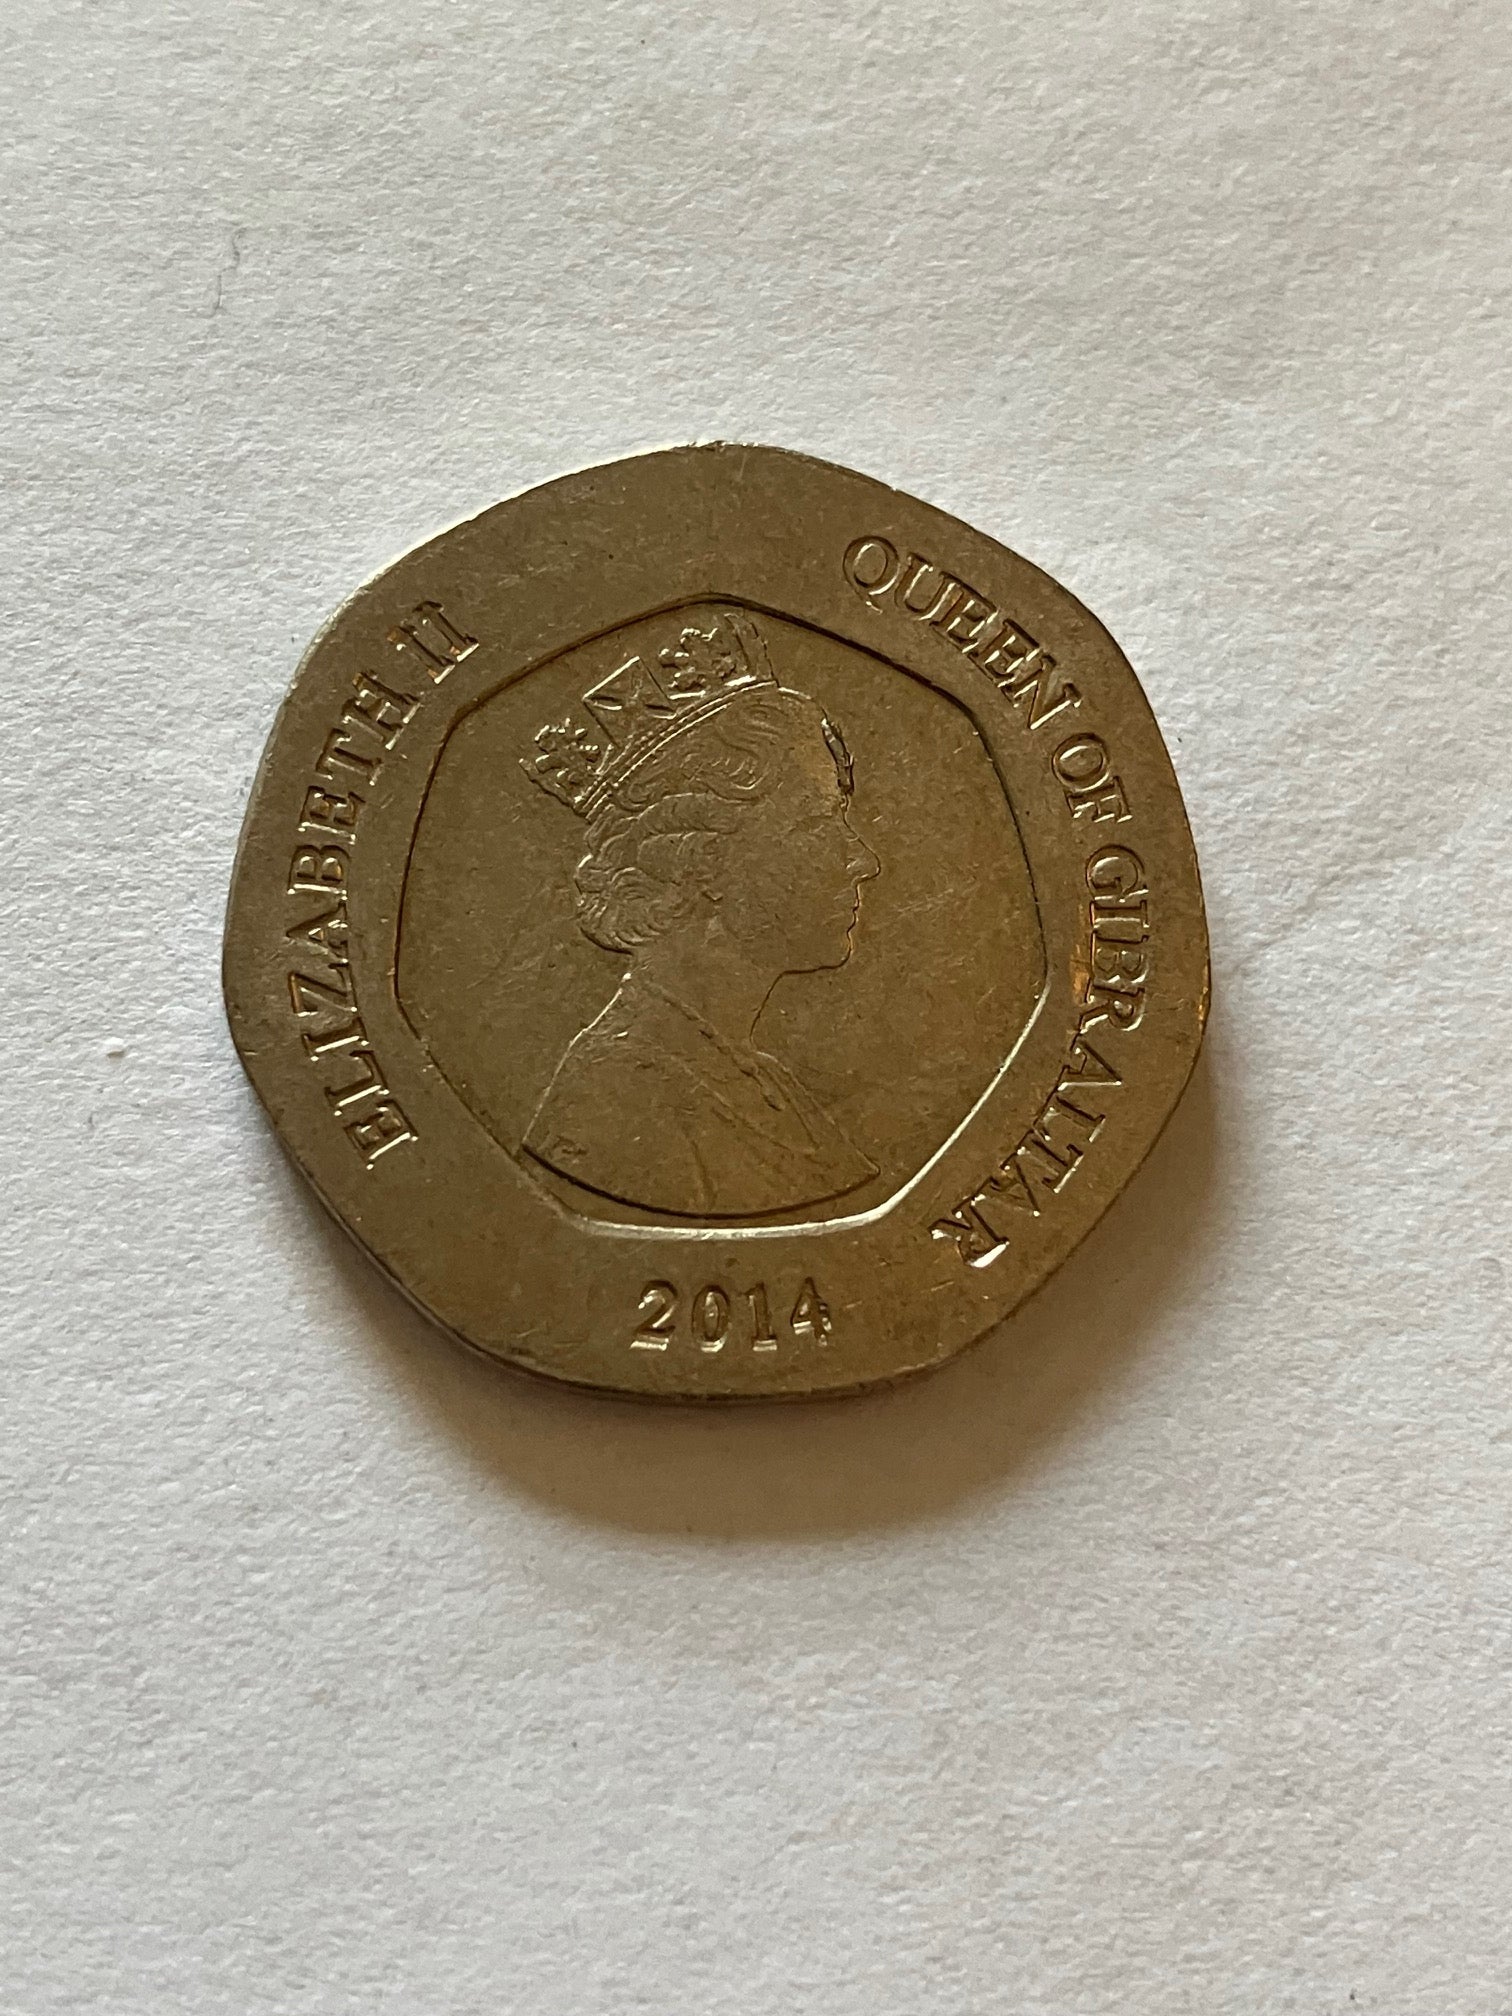 ELIZABETH II
QUEEN OF GIBRALTAR
2014